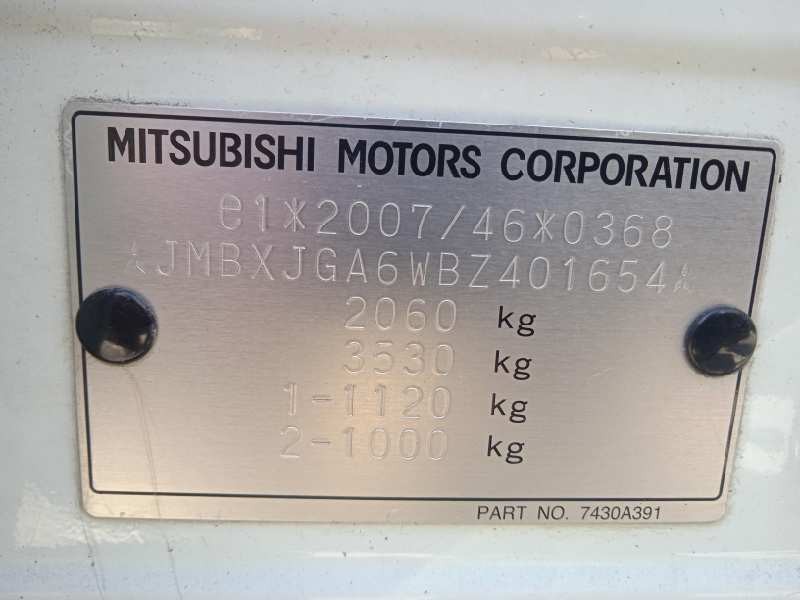 MITSUBISHI MOTORS CORPORATION
e1*2007/46*0368
JMBXJGA6WBZ401654
2060 kg
3530 kg
1-1120 kg
2-1000 kg
PART NO. 7430A391